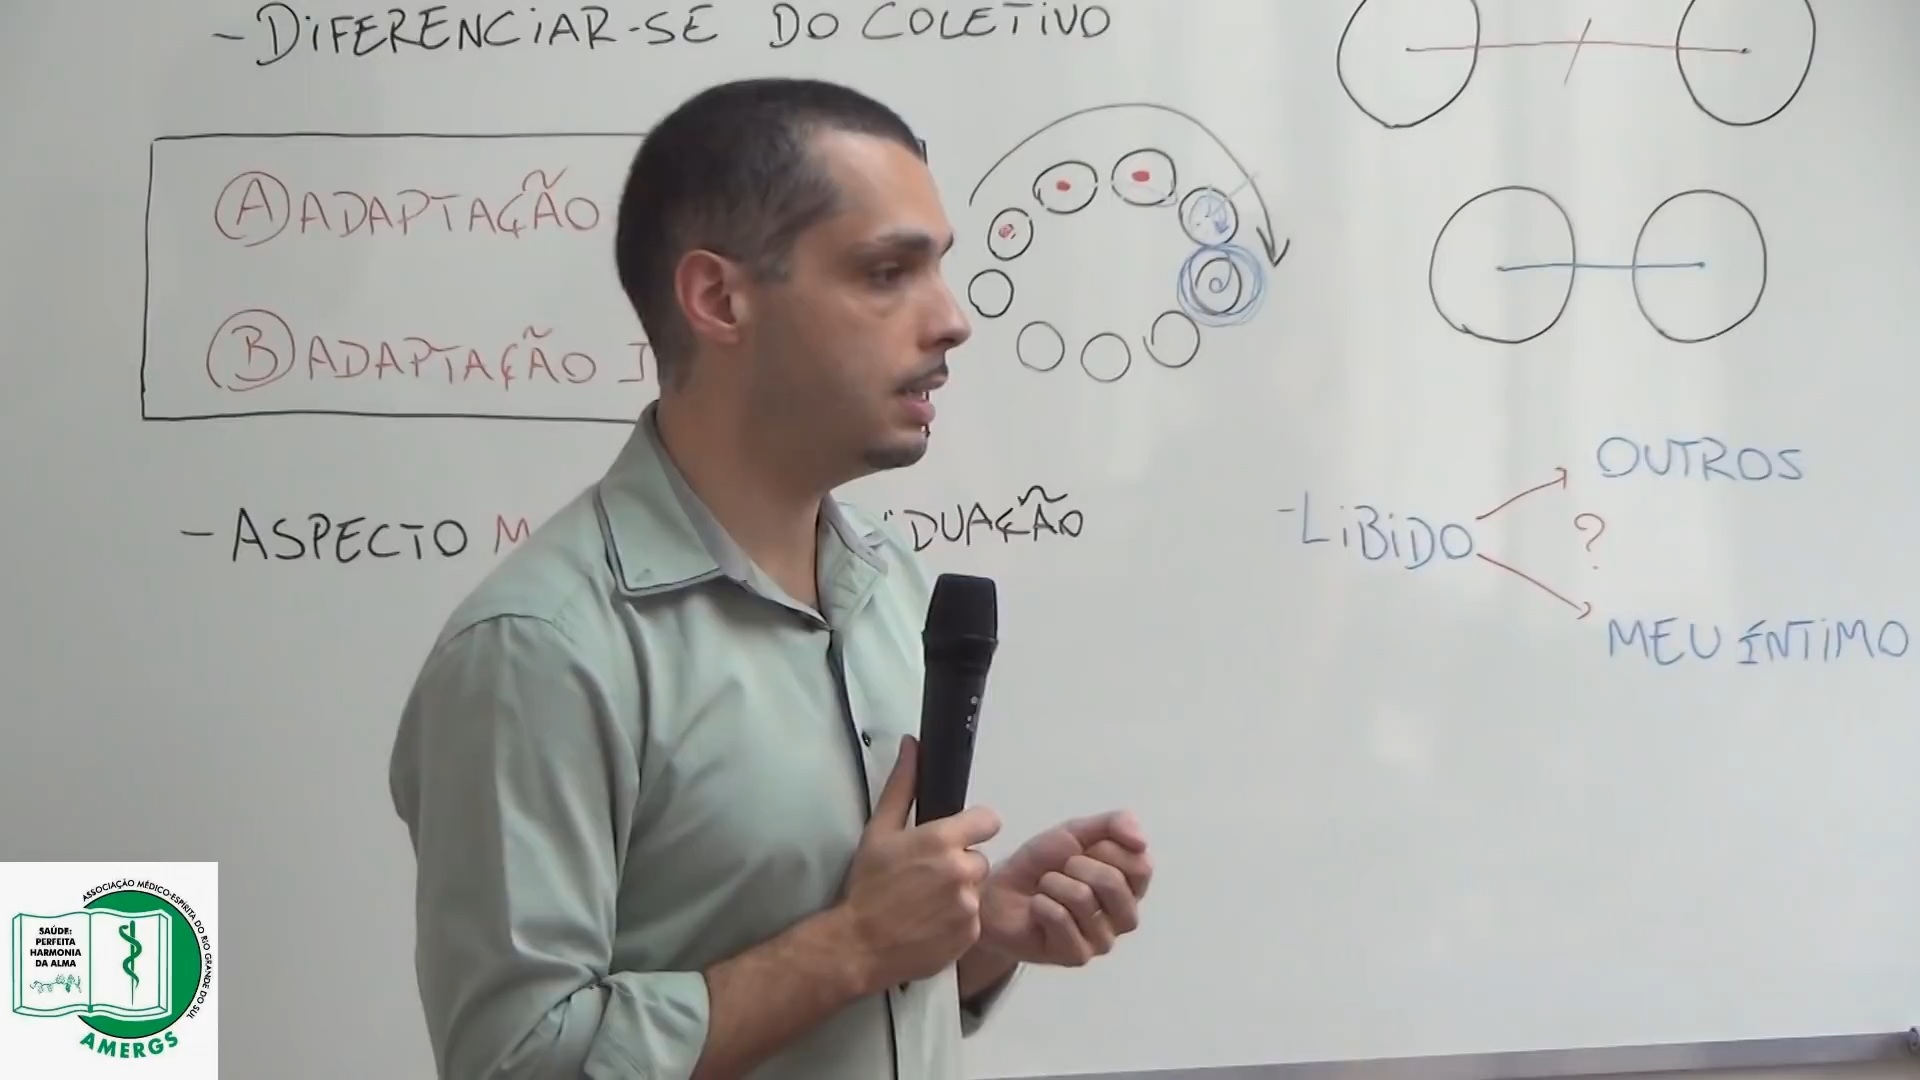 - DIFERENCIAR-SE DO COLETIVO
A ADAPTAÇÃO
B ADAPTAÇÃO
- ASPECTO
- LIBIDO
OUTROS
?
MEU ÍNTIMO
ASSOCIAÇÃO MÉDICO-ESPÍRITA DO RIO GRANDE DO SUL
SAÚDE:
PERFEITA
HARMONIA
DA ALMA
AMERGS